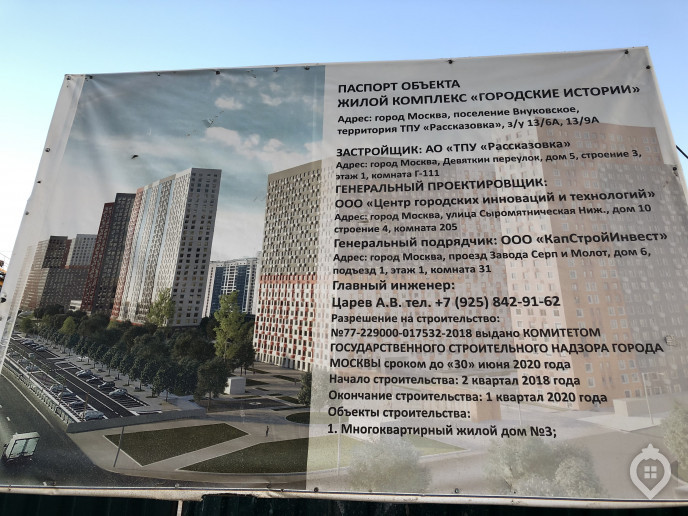 ПАСПОРТ ОБЪЕКТА
ЖИЛОЙ КОМПЛЕКС «ГОРОДСКИЕ ИСТОРИИ»
Адрес: город Москва, поселение Внуковское,
территория ТПУ «Рассказовка», з/у 13/6А, 13/9А
ЗАСТРОЙЩИК: АО «ТПУ «Рассказовка»
Адрес: город Москва, Девяткин переулок, дом 5, строение 3,
этаж 1, комната Г-111
ГЕНЕРАЛЬНЫЙ ПРОЕКТИРОВЩИК:
ООО «Центр городских инноваций и технологий»
Адрес: город Москва, улица Сыромятническая Ниж., дом 10
строение 4, комната 205
Генеральный подрядчик: ООО «КапСтройИнвест»
Адрес: город Москва, проезд Завода Серп и Молот, дом 6,
подъезд 1, этаж 1, комната 31
Главный инженер:
Царев А.В. тел. +7 (925) 842-91-62
Разрешение на строительство:
№77-229000-017532-2018 выдано КОМИТЕТОМ
ГОСУДАРСТВЕННОГО СТРОИТЕЛЬНОГО НАДЗОРА ГОРОДА
МОСКВЫ сроком до «30» июня 2020 года
Начало строительства: 2 квартал 2018 года
Окончание строительства: 1 квартал 2020 года
Объекты строительства:
1. Многоквартирный жилой дом №3;